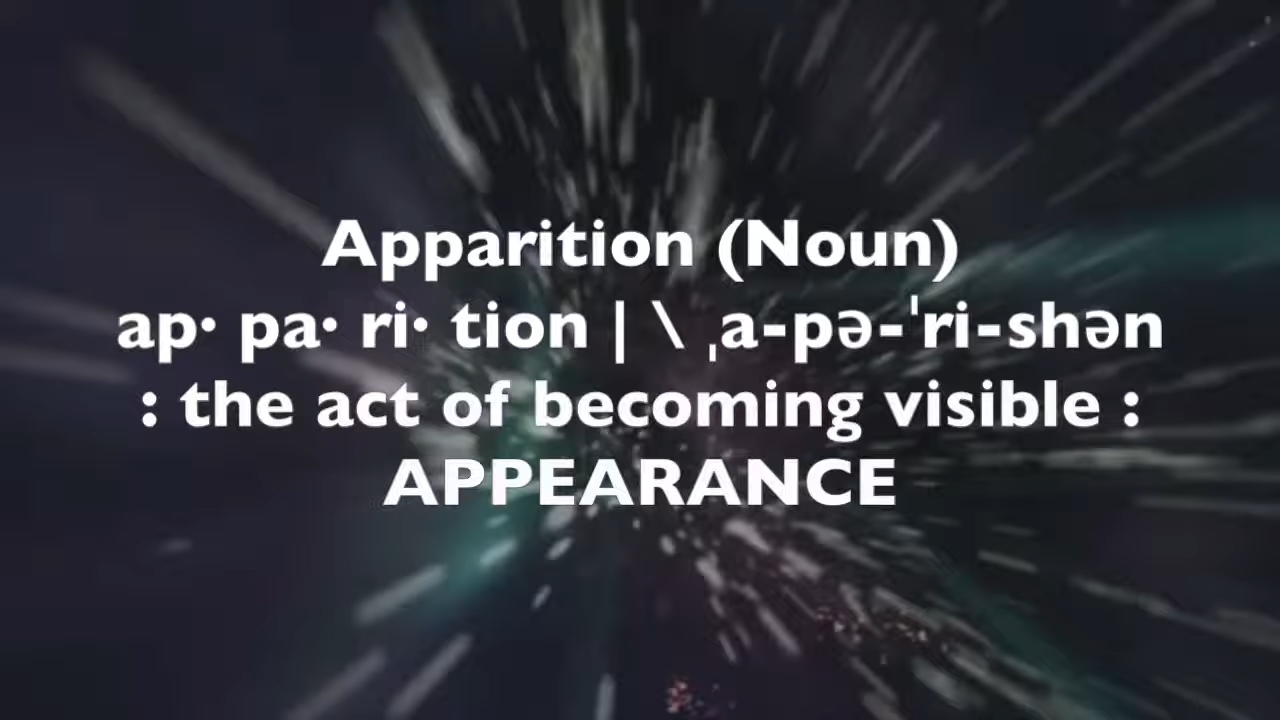 Apparition (Noun)
ap· pa· ri· tion | \ ˌa-pə-ˈri-shən
: the act of becoming visible :
APPEARANCE